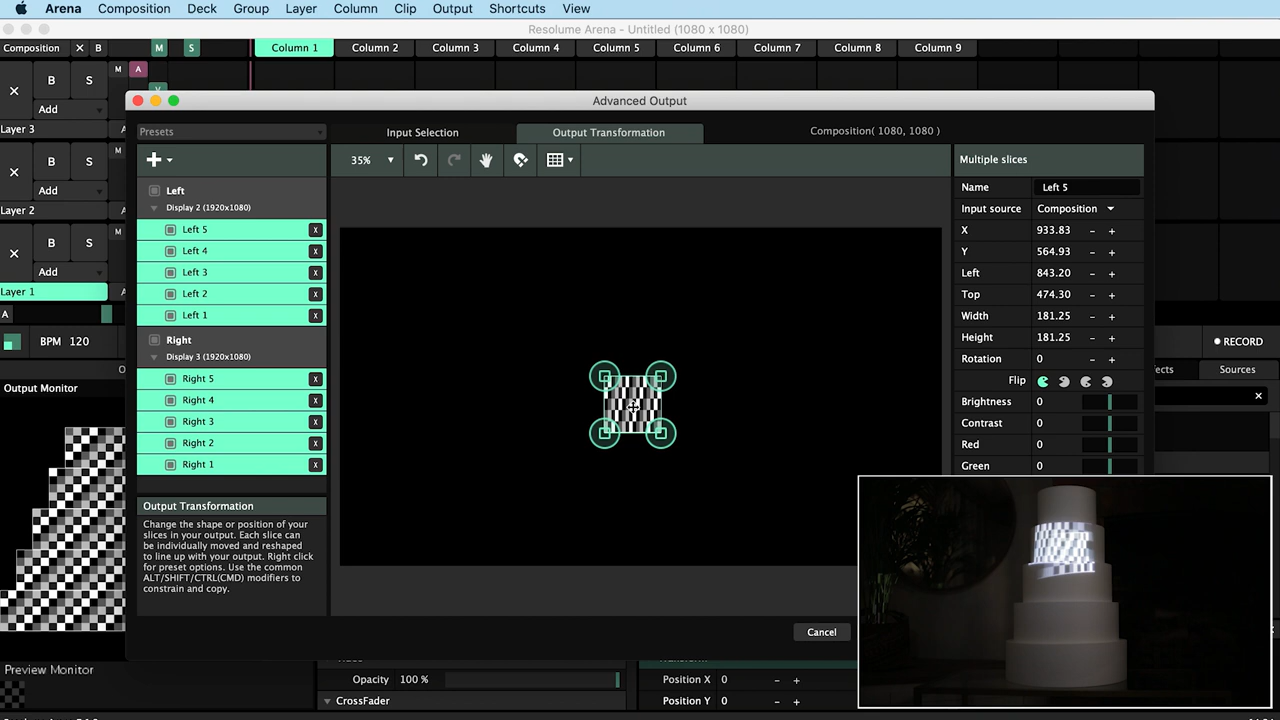 Arena Composition Deck Group Layer Column Clip Output Shortcuts View
Resolume Arena - Untitled (1080 x 1080)
Composition B M S Column 1 Column 2 Column 3 Column 4 Column 5 Column 6 Column 7 Column 8 Column 9
M A
B S
Add
Layer 3
Advanced Output
Presets Input Selection Output Transformation Composition( 1080, 1080 )
M
B S
Add
Layer 2
35%
Multiple slices
Name Left 5
Input source Composition
X 933.83 - +
Y 564.93 - +
Left 843.20 - +
Top 474.30 - +
Width 181.25 - +
Height 181.25 - +
Rotation 0 - +
Flip
Brightness 0
Contrast 0
Red 0
Green 0
Left
Display 2 (1920x1080)
Left 5 X
Left 4 X
Left 3 X
Left 2 X
Left 1 X
Right
Display 3 (1920x1080)
Right 5 X
Right 4 X
Right 3 X
Right 2 X
Right 1 X
M
B S
Add
Layer 1
A
BPM 120
RECORD
Sources
Output Monitor
Output Transformation
Change the shape or position of your
slices in your output. Each slice can
be individually moved and reshaped
to line up with your output. Right click
for preset options. Use the common
ALT/SHIFT/CTRL(CMD) modifiers to
constrain and copy.
Cancel
Preview Monitor
Opacity 100 %
Position X 0 - +
CrossFader
Position Y 0 - +